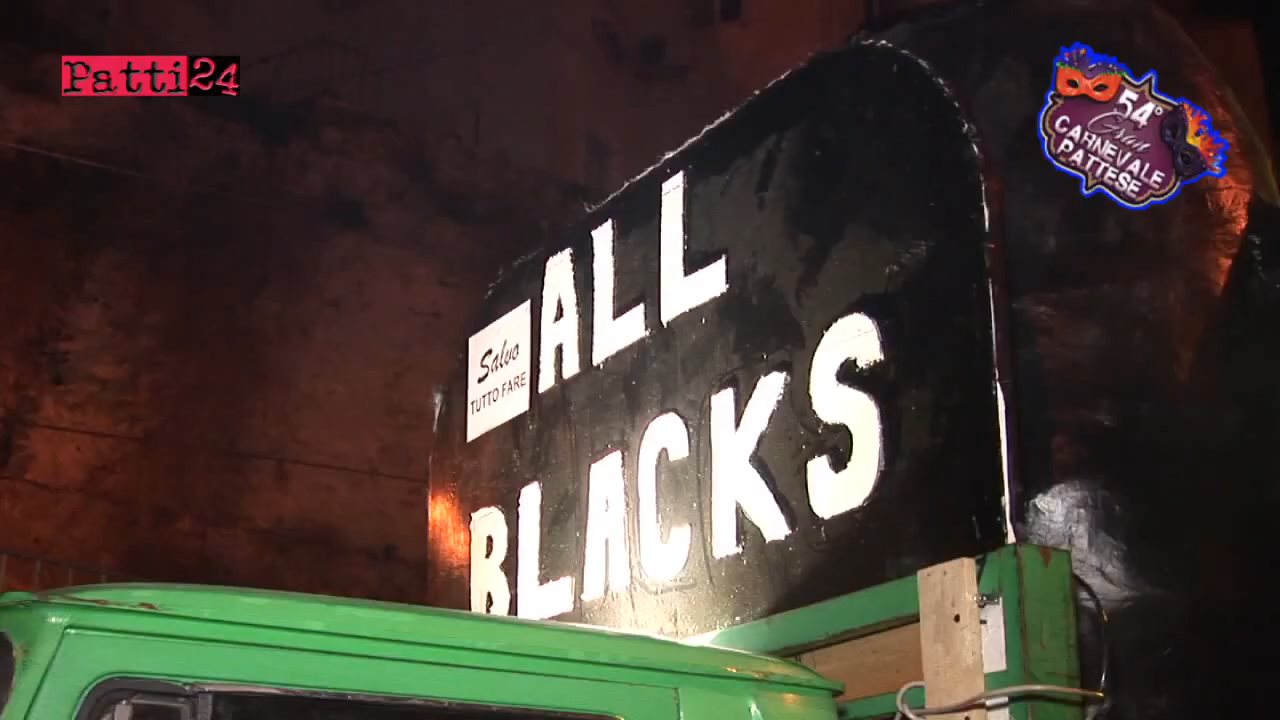 Patti24
54°
Gran
CARNEVALE
PATTESE
ALL
Salvo
TUTTO FARE
BLACKS